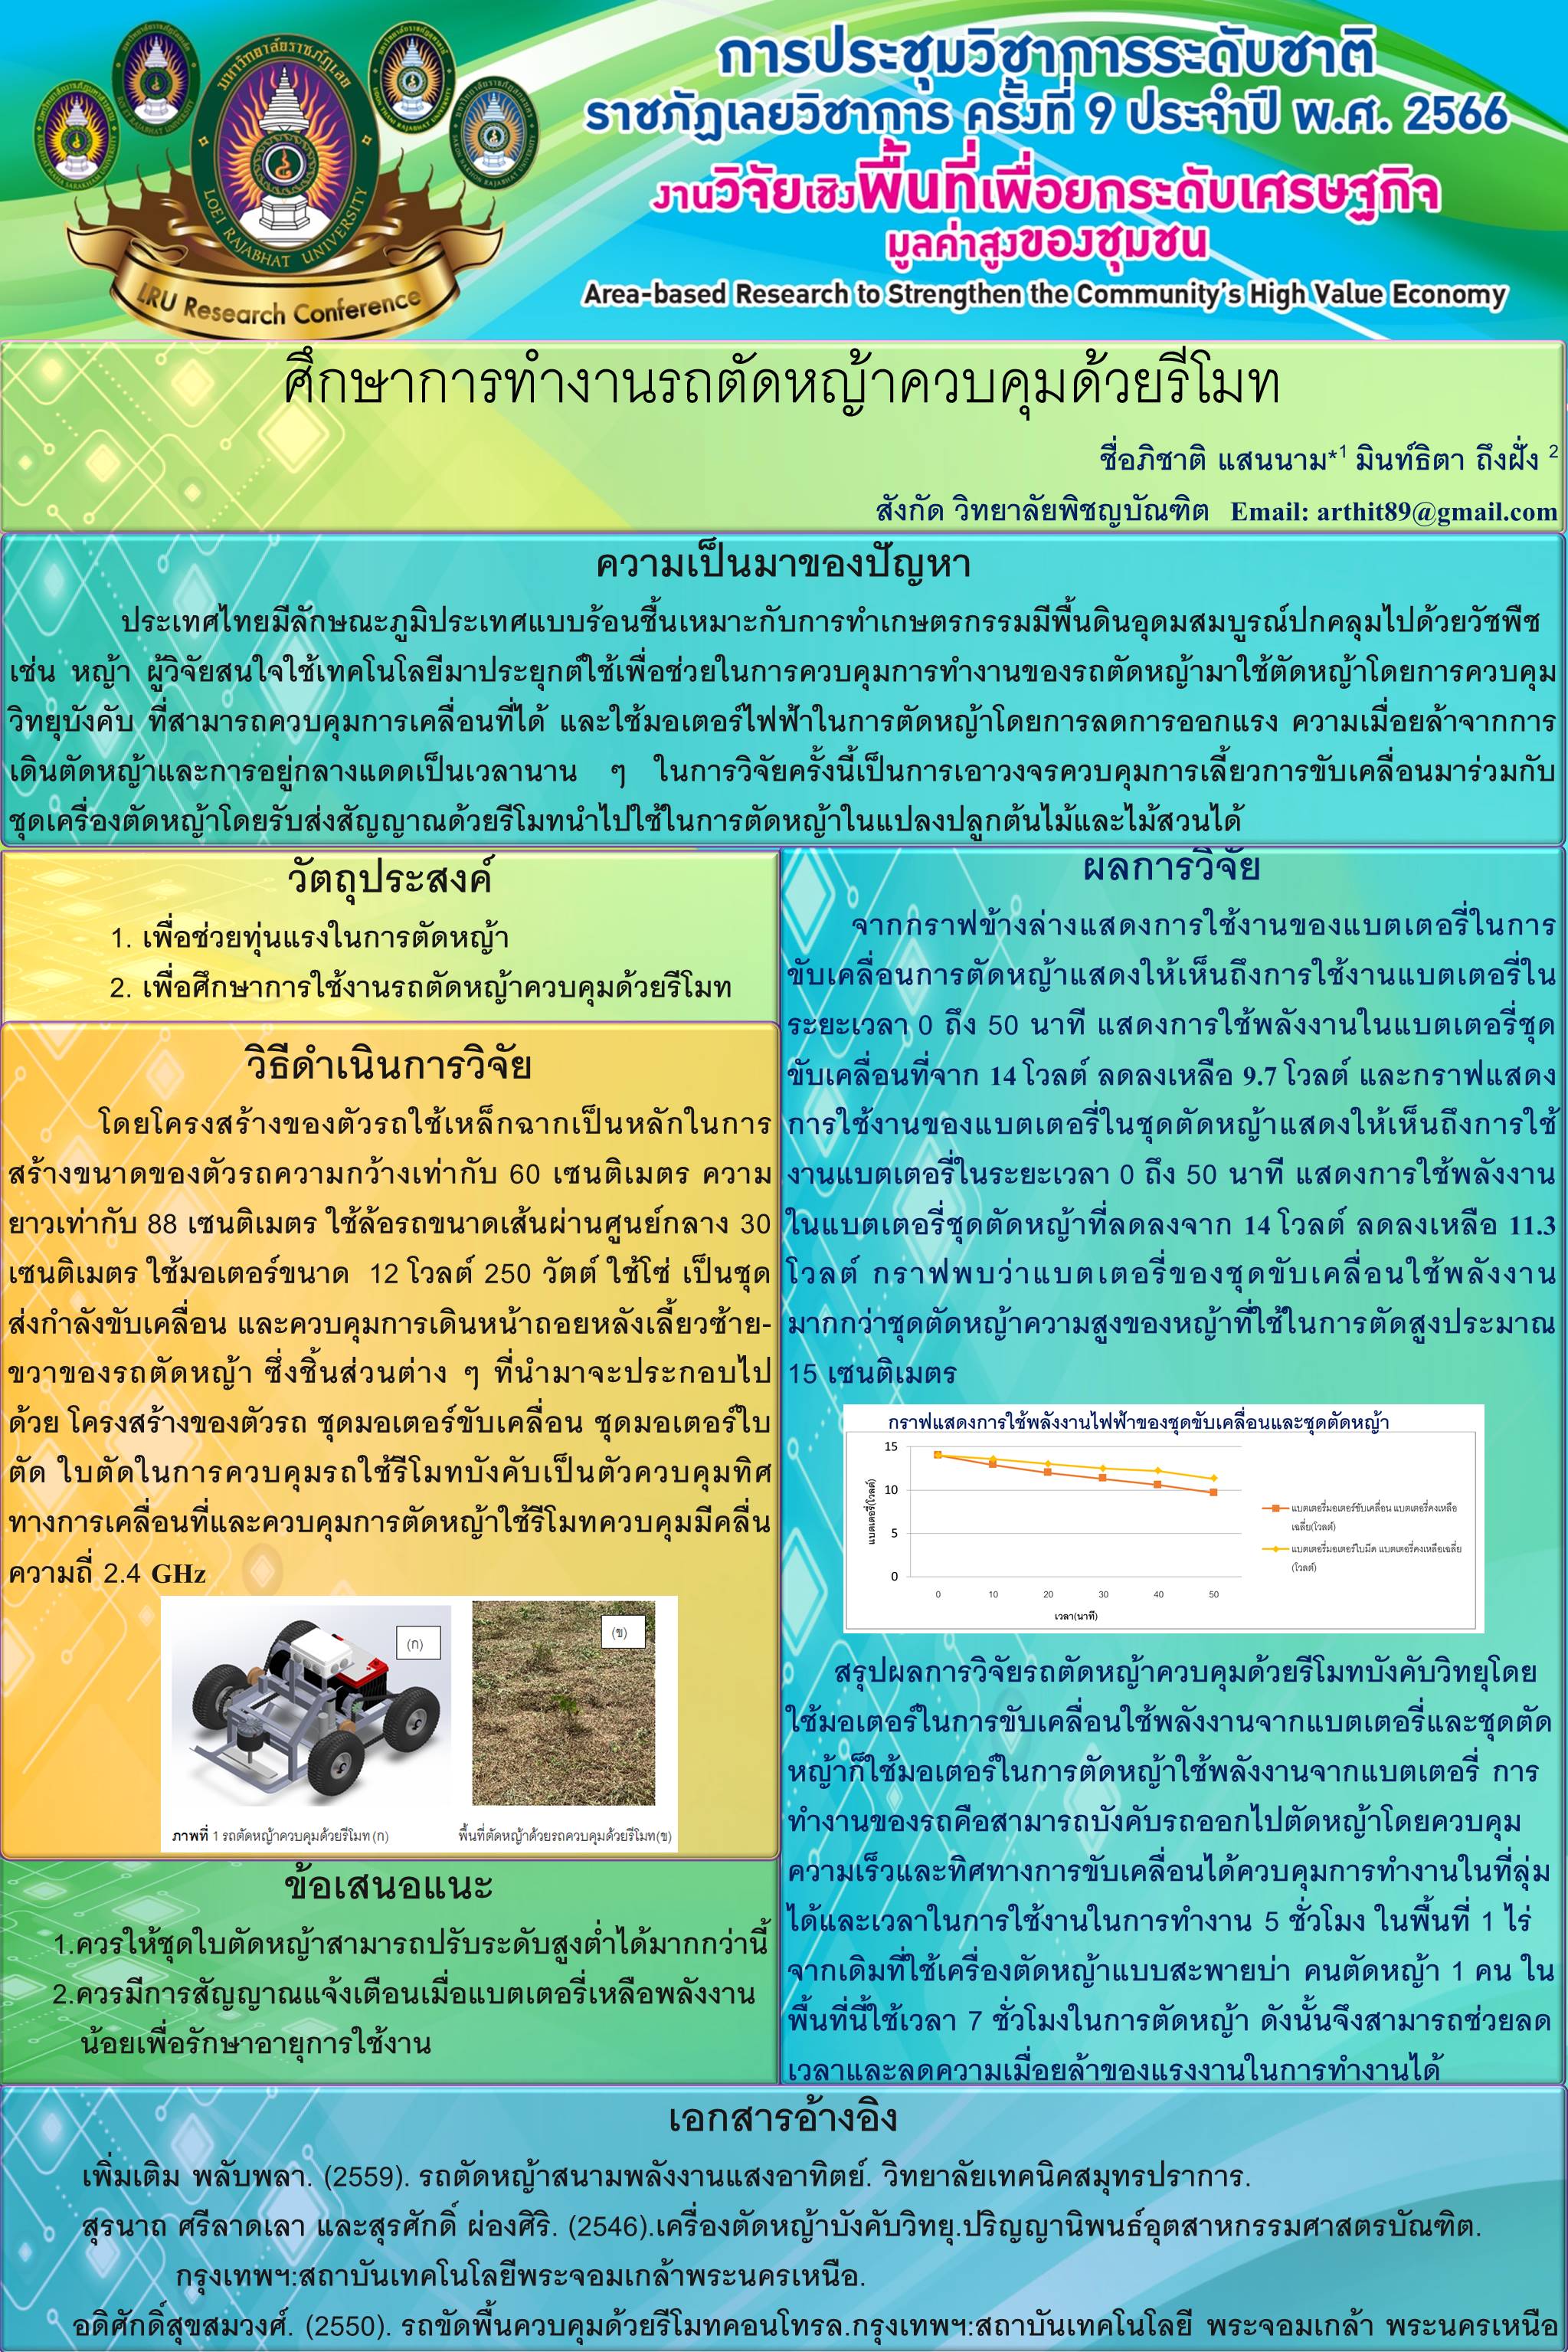 การประชุมวิชาการระดับชาติ
ราชภัฏเลยวิชาการ ครั้งที่ 9 ประจำปี พ.ศ. 2566
งานวิจัยเชิงพื้นที่เพื่อยกระดับเศรษฐกิจ
มูลค่าสูงของชุมชน
Area-based Research to Strengthen the Community's High Value Economy
มหาวิทยาลัยราชภัฏเลย
LOEI RAJABHAT UNIVERSITY
LRU Research Conference
ศึกษาการทำงานรถตัดหญ้าควบคุมด้วยรีโมท
ชื่อภิชาติ แสนนาม*1 มินท์ธิตา ถึงฝั่ง 2
สังกัด วิทยาลัยพิชญบัณฑิต Email: arthit89@gmail.com
ความเป็นมาของปัญหา
ประเทศไทยมีลักษณะภูมิประเทศแบบร้อนชื้นเหมาะกับการทำเกษตรกรรมมีพื้นดินอุดมสมบูรณ์ปกคลุมไปด้วยวัชพืช
เช่น หญ้า ผู้วิจัยสนใจใช้เทคโนโลยีมาประยุกต์ใช้เพื่อช่วยในการควบคุมการทำงานของรถตัดหญ้ามาใช้ตัดหญ้าโดยการควบคุม
วิทยุบังคับ ที่สามารถควบคุมการเคลื่อนที่ได้ และใช้มอเตอร์ไฟฟ้าในการตัดหญ้าโดยการลดการออกแรง ความเมื่อยล้าจากการ
เดินตัดหญ้าและการอยู่กลางแดดเป็นเวลานาน ๆ ในการวิจัยครั้งนี้เป็นการเอาวงจรควบคุมการเลี้ยวการขับเคลื่อนมาร่วมกับ
ชุดเครื่องตัดหญ้าโดยรับส่งสัญญาณด้วยรีโมทนำไปใช้ในการตัดหญ้าในแปลงปลูกต้นไม้และไม้สวนได้
วัตถุประสงค์
1. เพื่อช่วยทุ่นแรงในการตัดหญ้า
2. เพื่อศึกษาการใช้งานรถตัดหญ้าควบคุมด้วยรีโมท
วิธีดำเนินการวิจัย
โดยโครงสร้างของตัวรถใช้เหล็กฉากเป็นหลักในการ
สร้างขนาดของตัวรถความกว้างเท่ากับ 60 เซนติเมตร ความ
ยาวเท่ากับ 88 เซนติเมตร ใช้ล้อรถขนาดเส้นผ่านศูนย์กลาง 30
เซนติเมตร ใช้มอเตอร์ขนาด 12 โวลต์ 250 วัตต์ ใช้โซ่ เป็นชุด
ส่งกำลังขับเคลื่อน และควบคุมการเดินหน้าถอยหลังเลี้ยวซ้าย-
ขวาของรถตัดหญ้า ซึ่งชิ้นส่วนต่าง ๆ ที่นำมาจะประกอบไป
ด้วย โครงสร้างของตัวรถ ชุดมอเตอร์ขับเคลื่อน ชุดมอเตอร์ใบ
ตัด ใบตัดในการควบคุมรถใช้รีโมทบังคับเป็นตัวควบคุมทิศ
ทางการเคลื่อนที่และควบคุมการตัดหญ้าใช้รีโมทควบคุมมีคลื่น
ความถี่ 2.4 GHz
(ก)
(ข)
ภาพที่ 1 รถตัดหญ้าควบคุมด้วยรีโมท(ก) พื้นที่ตัดหญ้าด้วยรถควบคุมด้วยรีโมท(ข)
ข้อเสนอแนะ
1.ควรให้ชุดใบตัดหญ้าสามารถปรับระดับสูงต่ำได้มากกว่านี้
2.ควรมีการสัญญาณแจ้งเตือนเมื่อแบตเตอรี่เหลือพลังงาน
น้อยเพื่อรักษาอายุการใช้งาน
ผลการวิจัย
จากกราฟข้างล่างแสดงการใช้งานของแบตเตอรี่ในการ
ขับเคลื่อนการตัดหญ้าแสดงให้เห็นถึงการใช้งานแบตเตอรี่ใน
ระยะเวลา 0 ถึง 50 นาที แสดงการใช้พลังงานในแบตเตอรี่ชุด
ขับเคลื่อนที่จาก 14 โวลต์ ลดลงเหลือ 9.7 โวลต์ และกราฟแสดง
การใช้งานของแบตเตอรี่ในชุดตัดหญ้าแสดงให้เห็นถึงการใช้
งานแบตเตอรี่ในระยะเวลา 0 ถึง 50 นาที แสดงการใช้พลังงาน
ในแบตเตอรี่ชุดตัดหญ้าที่ลดลงจาก 14 โวลต์ ลดลงเหลือ 11.3
โวลต์ กราฟพบว่าแบตเตอรี่ของชุดขับเคลื่อนใช้พลังงาน
มากกว่าชุดตัดหญ้าความสูงของหญ้าที่ใช้ในการตัดสูงประมาณ
15 เซนติเมตร
กราฟแสดงการใช้พลังงานไฟฟ้าของชุดขับเคลื่อนและชุดตัดหญ้า
15
10
5
0
แบตเตอรี่(โวลต์)
0 10 20 30 40 50
เวลา(นาที)
แบตเตอรี่มอเตอร์ขับเคลื่อน แบตเตอรี่คงเหลือ
เฉลี่ย(โวลต์)
แบตเตอรี่มอเตอร์ใบมีด แบตเตอรี่คงเหลือเฉลี่ย
(โวลต์)
สรุปผลการวิจัยรถตัดหญ้าควบคุมด้วยรีโมทบังคับวิทยุโดย
ใช้มอเตอร์ในการขับเคลื่อนใช้พลังงานจากแบตเตอรี่และชุดตัด
หญ้าก็ใช้มอเตอร์ในการตัดหญ้าใช้พลังงานจากแบตเตอรี่ การ
ทำงานของรถคือสามารถบังคับรถออกไปตัดหญ้าโดยควบคุม
ความเร็วและทิศทางการขับเคลื่อนได้ควบคุมการทำงานในที่ลุ่ม
ได้และเวลาในการใช้งานในการทำงาน 5 ชั่วโมง ในพื้นที่ 1 ไร่
จากเดิมที่ใช้เครื่องตัดหญ้าแบบสะพายบ่า คนตัดหญ้า 1 คน ใน
พื้นที่นี้ใช้เวลา 7 ชั่วโมงในการตัดหญ้า ดังนั้นจึงสามารถช่วยลด
เวลาและลดความเมื่อยล้าของแรงงานในการทำงานได้
เอกสารอ้างอิง
เพิ่มเติม พลับพลา. (2559). รถตัดหญ้าสนามพลังงานแสงอาทิตย์. วิทยาลัยเทคนิคสมุทรปราการ.
สุรนาถ ศรีลาดเลา และสุรศักดิ์ ผ่องศิริ. (2546).เครื่องตัดหญ้าบังคับวิทยุ.ปริญญานิพนธ์อุตสาหกรรมศาสตรบัณฑิต.
กรุงเทพฯ:สถาบันเทคโนโลยีพระจอมเกล้าพระนครเหนือ.
อดิศักดิ์สุขสมวงศ์. (2550). รถขัดพื้นควบคุมด้วยรีโมทคอนโทรล.กรุงเทพฯ:สถาบันเทคโนโลยี พระจอมเกล้า พระนครเหนือ